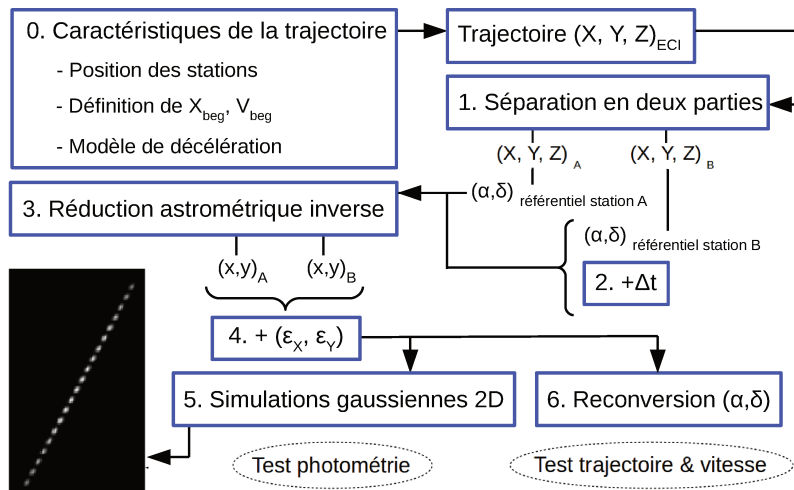 0. Caractéristiques de la trajectoire
- Position des stations
- Définition de X_beg, V_beg
- Modèle de décélération
Trajectoire (X, Y, Z)_ECI
1. Séparation en deux parties
(X, Y, Z)_A
(X, Y, Z)_B
(α,δ) référentiel station A
(α,δ) référentiel station B
2. +Δt
3. Réduction astrométrique inverse
(x,y)_A
(x,y)_B
4. + (ε_X, ε_Y)
5. Simulations gaussiennes 2D
6. Reconversion (α,δ)
Test photométrie
Test trajectoire & vitesse